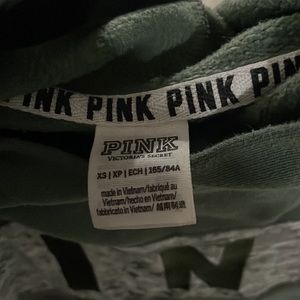 PINK PINK PINK PINK
PINK
VICTORIA'S SECRET
XS | XP | ECH | 165/84A
made in Vietnam/fabriqué au
Vietnam/hecho en Vietnam/
fabbricato in Vietnam/ 越南制造